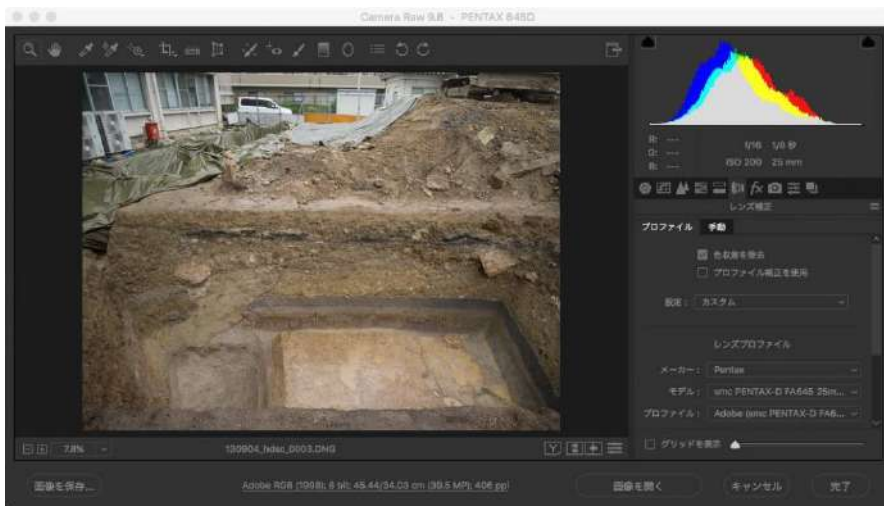 Camera Raw 9.8 - PENTAX 645D
R: ---
G: ---
B: ---
f/16 1/8 秒
ISO 200 25 mm
レンズ補正
プロファイル 手動
色収差を除去
プロファイル補正を使用
設定： カスタム
レンズプロファイル
メーカー： Pentax
モデル： smc PENTAX-D FA645 25m...
プロファイル： Adobe (smc PENTAX-D FA6...
グリッドを表示
7.8%
130904_hdac_0003.DNG
画像を保存...
Adobe RGB (1998); 8 bit; 45.44/34.03 cm (39.5 MP); 406 ppi
画像を開く
キャンセル
完了